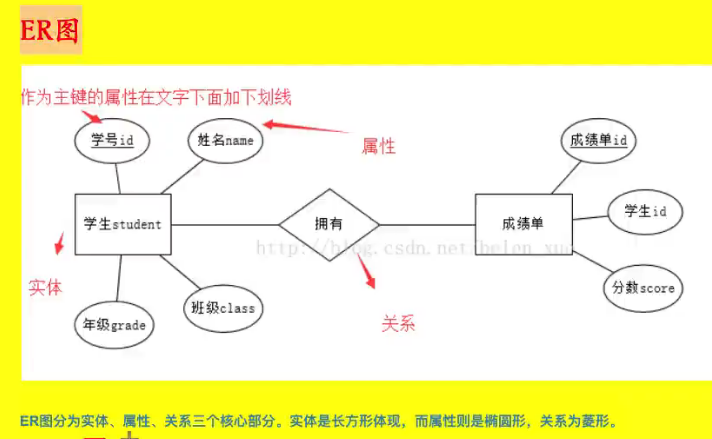 ER图
作为主键的属性在文字下面加下划线
学号id
姓名name
属性
成绩单id
学生student
拥有
成绩单
学生id
http://blog.csdn.net/belen_xue
实体
年级grade
班级class
关系
分数score
ER图分为实体、属性、关系三个核心部分。实体是长方形体现，而属性则是椭圆形，关系为菱形。